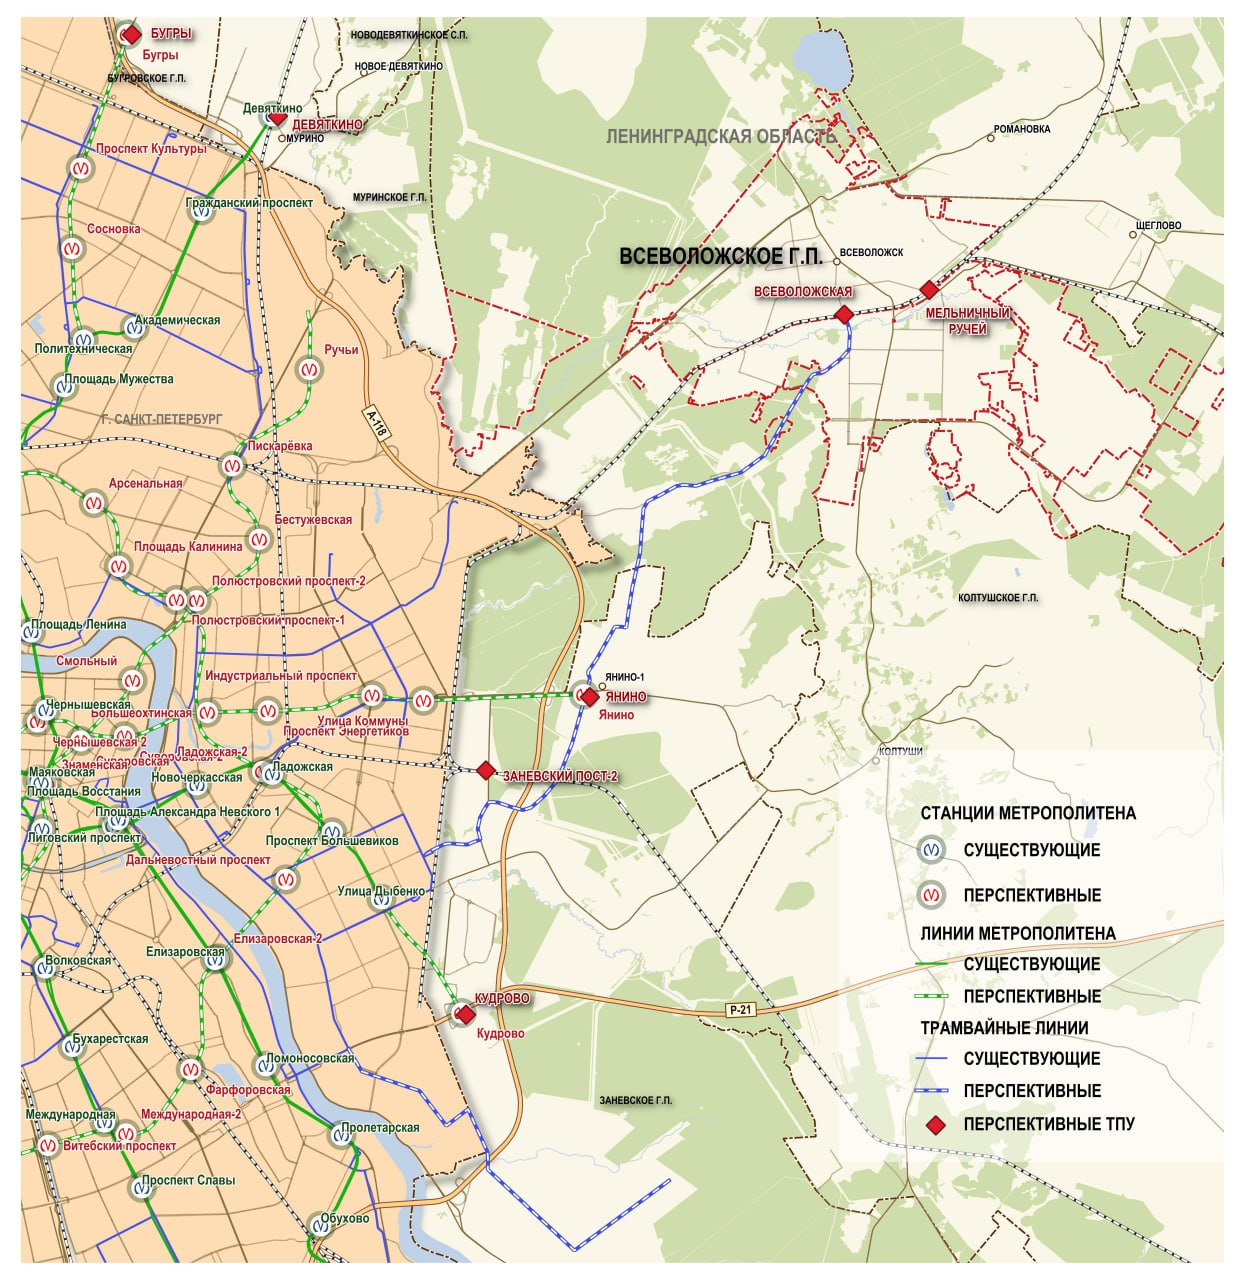 БУГРЫ
Бугры
НОВОДЕВЯТКИНСКОЕ С.П.
НОВОЕ ДЕВЯТКИНО
БУГРОВСКОЕ Г.П.
Девяткино
ДЕВЯТКИНО
МУРИНО
ЛЕНИНГРАДСКАЯ ОБЛАСТЬ
РОМАНОВКА
Проспект Культуры
МУРИНСКОЕ Г.П.
Гражданский проспект
Сосновка
ЩЕГЛОВО
ВСЕВОЛОЖСКОЕ Г.П.
ВСЕВОЛОЖСК
ВСЕВОЛОЖСКАЯ
МЕЛЬНИЧНЫЙ
РУЧЕЙ
Академическая
Политехническая
Ручьи
Площадь Мужества
Г. САНКТ-ПЕТЕРБУРГ
А-118
Пискарёвка
Арсенальная
Бестужевская
Площадь Калинина
Полюстровский проспект-2
Полюстровский проспект-1
Площадь Ленина
КОЛТУШСКОЕ Г.П.
Смольный
Индустриальный проспект
ЯНИНО-1
ЯНИНО
Янино
Чернышевская
Большеохтинская
Улица Коммуны
Проспект Энергетиков
Чернышевская 2
Ладожская-2
Суворовская-2
Суворовская
Знаменская
КОЛТУШИ
Маяковская
Новочеркасская
Ладожская
ЗАНЕВСКИЙ ПОСТ-2
Площадь Восстания
Площадь Александра Невского 1
Лиговский проспект
Проспект Большевиков
Дальневостный проспект
Улица Дыбенко
Елизаровская-2
Елизаровская
Волковская
КУДРОВО
Кудрово
Р-21
Бухарестская
Ломоносовская
Фарфоровская
ЗАНЕВСКОЕ Г.П.
Международная
Международная-2
Пролетарская
Витебский проспект
Проспект Славы
Обухово
СТАНЦИИ МЕТРОПОЛИТЕНА
СУЩЕСТВУЮЩИЕ
ПЕРСПЕКТИВНЫЕ
ЛИНИИ МЕТРОПОЛИТЕНА
СУЩЕСТВУЮЩИЕ
ПЕРСПЕКТИВНЫЕ
ТРАМВАЙНЫЕ ЛИНИИ
СУЩЕСТВУЮЩИЕ
ПЕРСПЕКТИВНЫЕ
ПЕРСПЕКТИВНЫЕ ТПУ